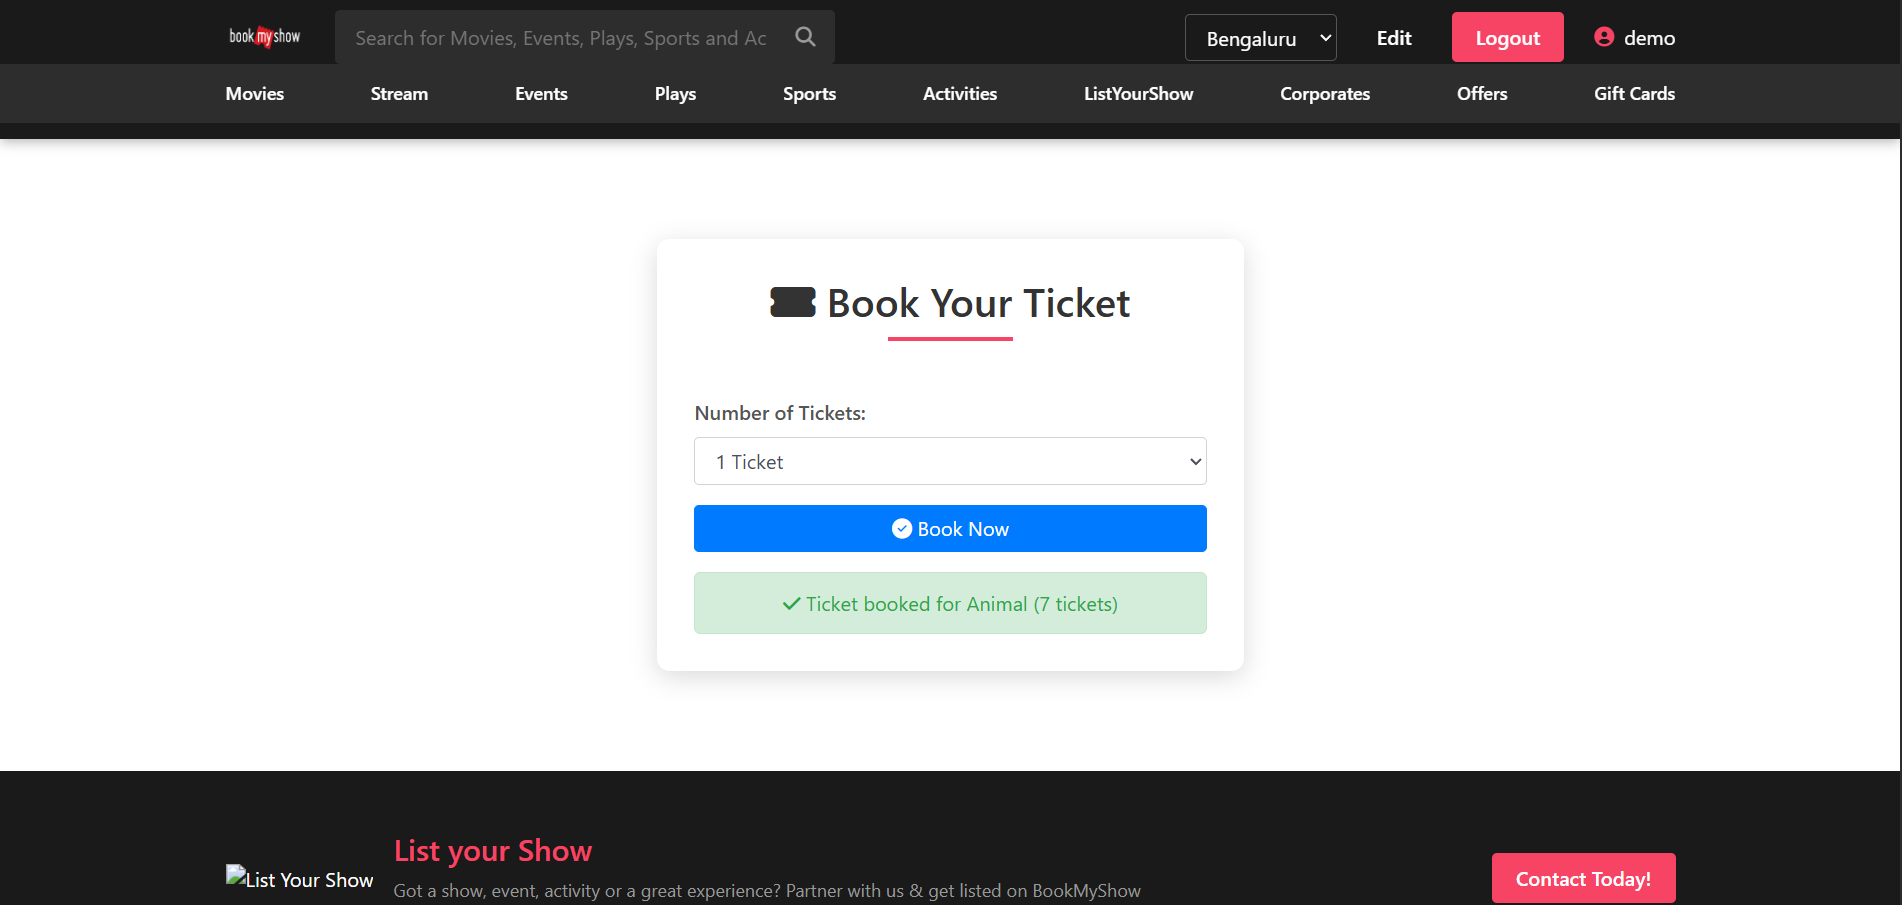 book my show
Search for Movies, Events, Plays, Sports and Ac
Bengaluru
Edit
Logout
demo
Movies Stream Events Plays Sports Activities ListYourShow Corporates Offers Gift Cards
Book Your Ticket
Number of Tickets:
1 Ticket
Book Now
Ticket booked for Animal (7 tickets)
List Your Show
List your Show
Got a show, event, activity or a great experience? Partner with us & get listed on BookMyShow
Contact Today!